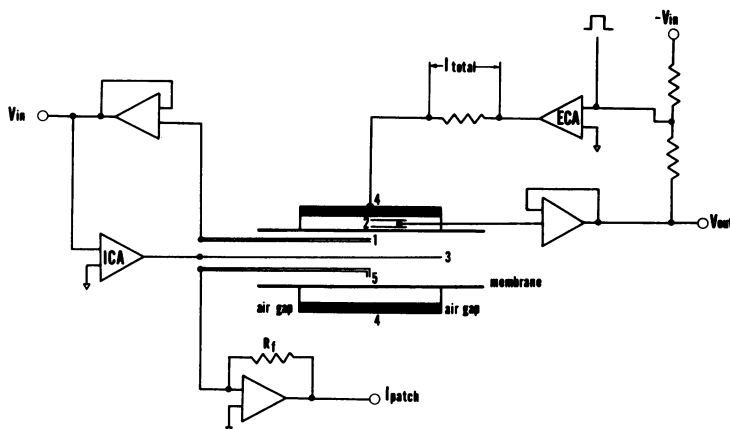 -Vin
I total
Vin
ECA
4
2
Vout
1
ICA
3
5
membrane
air gap
air gap
4
Rf
Ipatch